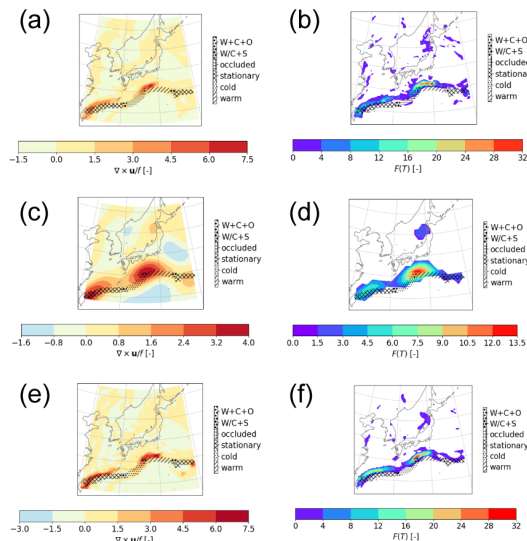 (a)
W+C+O
W/C+S
occluded
stationary
cold
warm
−1.5 0.0 1.5 3.0 4.5 6.0 7.5
∇ × u/f [-]
(b)
W+C+O
W/C+S
occluded
stationary
cold
warm
0 4 8 12 16 20 24 28 32
F(T) [-]
(c)
W+C+O
W/C+S
occluded
stationary
cold
warm
−1.6 −0.8 0.0 0.8 1.6 2.4 3.2 4.0
∇ × u/f [-]
(d)
W+C+O
W/C+S
occluded
stationary
cold
warm
0.0 1.5 3.0 4.5 6.0 7.5 9.0 10.5 12.0 13.5
F(T) [-]
(e)
W+C+O
W/C+S
occluded
stationary
cold
warm
−3.0 −1.5 0.0 1.5 3.0 4.5 6.0 7.5
∇ × u/f [-]
(f)
W+C+O
W/C+S
occluded
stationary
cold
warm
0 4 8 12 16 20 24 28 32
F(T) [-]